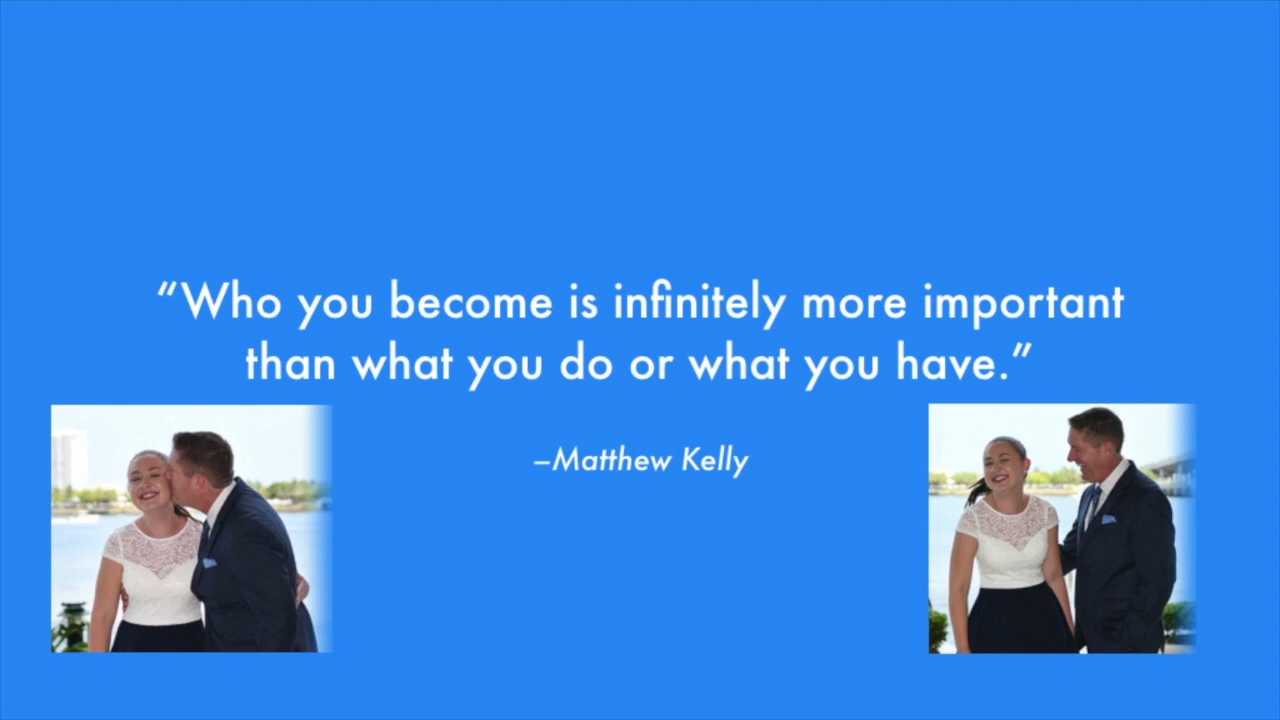 “Who you become is infinitely more important
than what you do or what you have.”
–Matthew Kelly